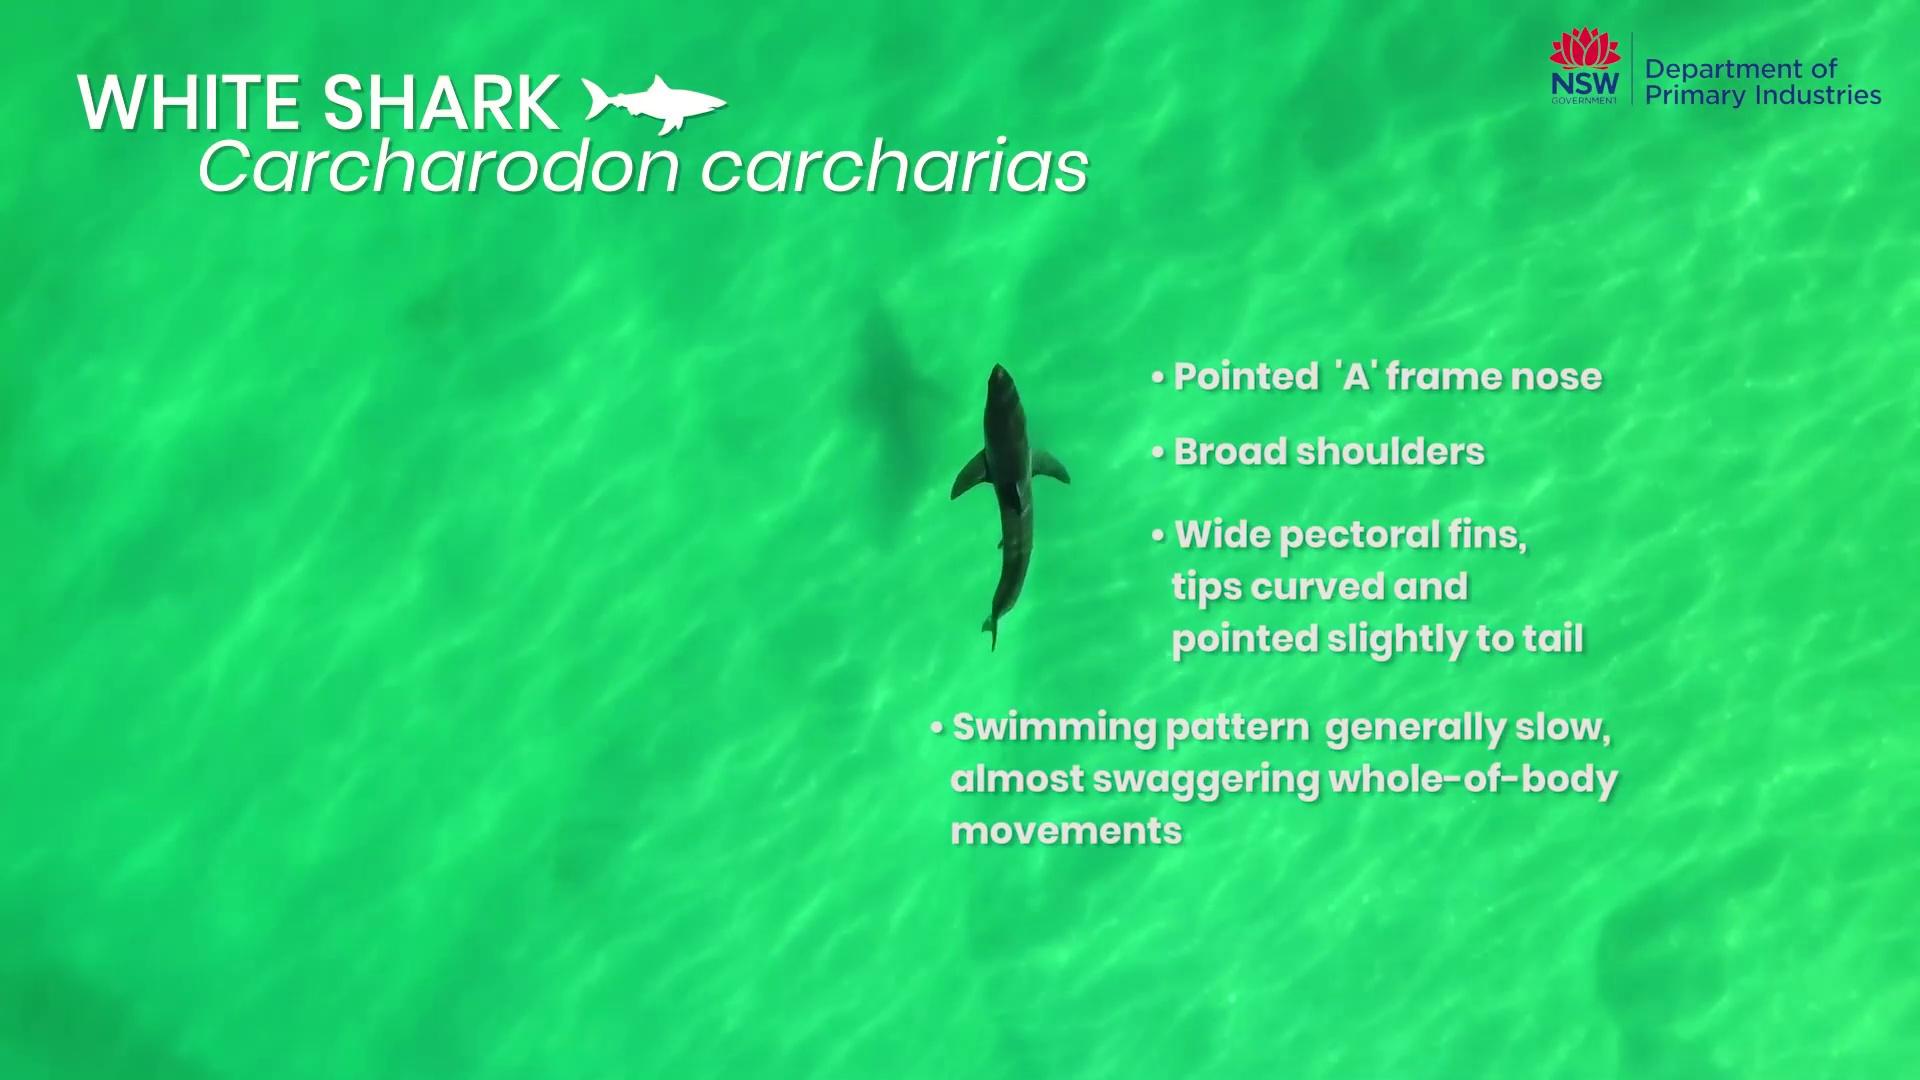 WHITE SHARK
Carcharodon carcharias
NSW
GOVERNMENT
Department of
Primary Industries
• Pointed 'A' frame nose
• Broad shoulders
• Wide pectoral fins,
tips curved and
pointed slightly to tail
• Swimming pattern generally slow,
almost swaggering whole-of-body
movements